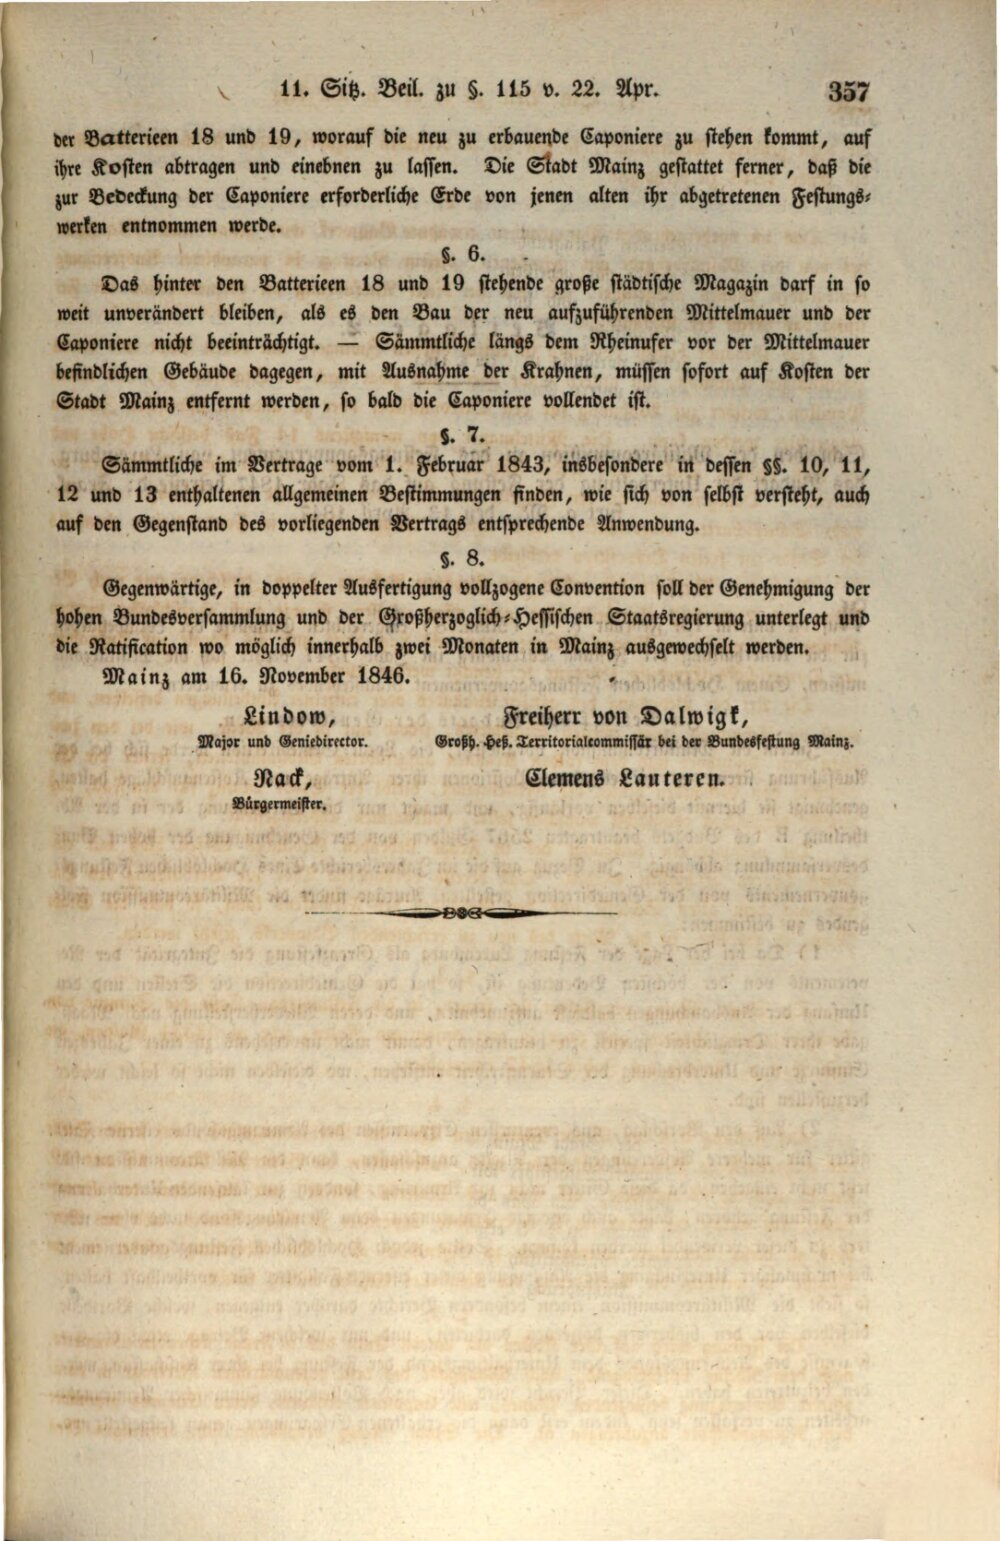 11. Sitz. Beil. zu §. 115 v. 22. Apr. 357
der Batterieen 18 und 19, worauf die neu zu erbauende Caponiere zu stehen kommt, auf
ihre Kosten abtragen und einebnen zu lassen. Die Stadt Mainz gestattet ferner, daß die
zur Bedeckung der Caponiere erforderliche Erde von jenen alten ihr abgetretenen Festungs-
werken entnommen werde.
§. 6.
Das hinter den Batterieen 18 und 19 stehende große städtische Magazin darf in so
weit unverändert bleiben, als es den Bau der neu aufzuführenden Mittelmauer und der
Caponiere nicht beeinträchtigt. — Sämmtliche längs dem Rheinufer vor der Mittelmauer
befindlichen Gebäude dagegen, mit Ausnahme der Krahnen, müssen sofort auf Kosten der
Stadt Mainz entfernt werden, so bald die Caponiere vollendet ist.
§. 7.
Sämmtliche im Vertrage vom 1. Februar 1843, insbesondere in dessen §§. 10, 11,
12 und 13 enthaltenen allgemeinen Bestimmungen finden, wie sich von selbst versteht, auch
auf den Gegenstand des vorliegenden Vertrags entsprechende Anwendung.
§. 8.
Gegenwärtige, in doppelter Ausfertigung vollzogene Convention soll der Genehmigung der
hohen Bundesversammlung und der Großherzoglich-Hessischen Staatsregierung unterlegt und
die Ratification wo möglich innerhalb zwei Monaten in Mainz ausgewechselt werden.
Mainz am 16. November 1846.
Lindow, Freiherr von Dalwigk,
Major und Geniedirector. Großh. Heß. Territorialcommissär bei der Bundesfestung Mainz.
Nack, Clemens Lauteren.
Bürgermeister.